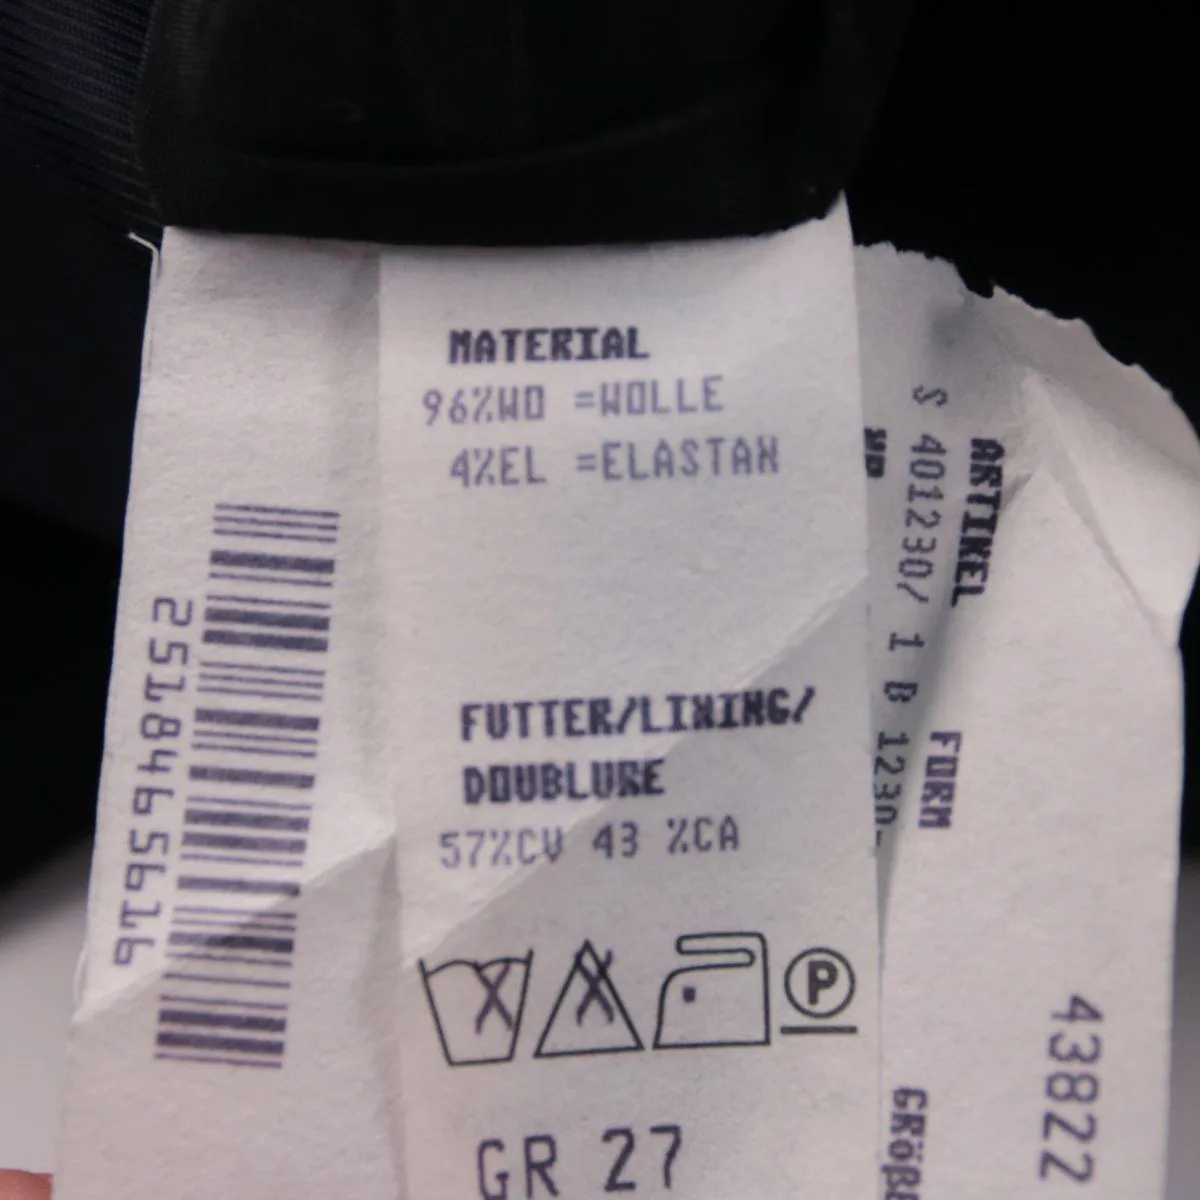 MATERIAL
96%WO =WOLLE
4%EL =ELASTAN
FUTTER/LINING/
DOUBLURE
57%CV 43 %CA
P
GR 27
2518465616
ARTIKEL
S 401230/ 1 B 1230-
FORM
43822